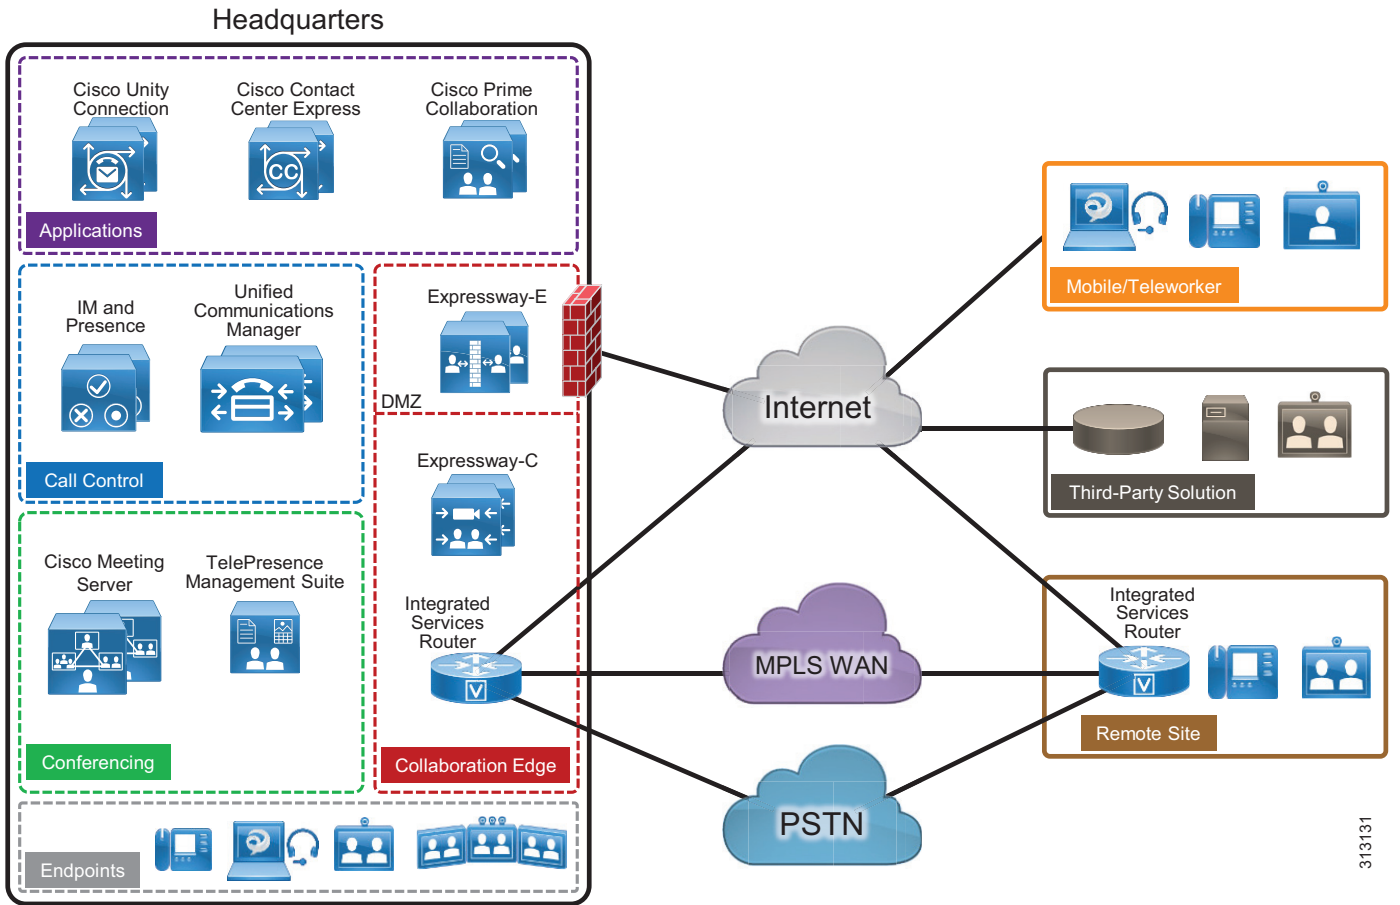 Headquarters
Cisco Unity
Connection
Cisco Contact
Center Express
CC
Cisco Prime
Collaboration
Applications
IM and
Presence
Unified
Communications
Manager
Call Control
Expressway-E
DMZ
Expressway-C
Integrated
Services
Router
V
Collaboration Edge
Cisco Meeting
Server
TelePresence
Management Suite
Conferencing
Endpoints
Internet
MPLS WAN
PSTN
Mobile/Teleworker
Third-Party Solution
Integrated
Services
Router
V
Remote Site
313131